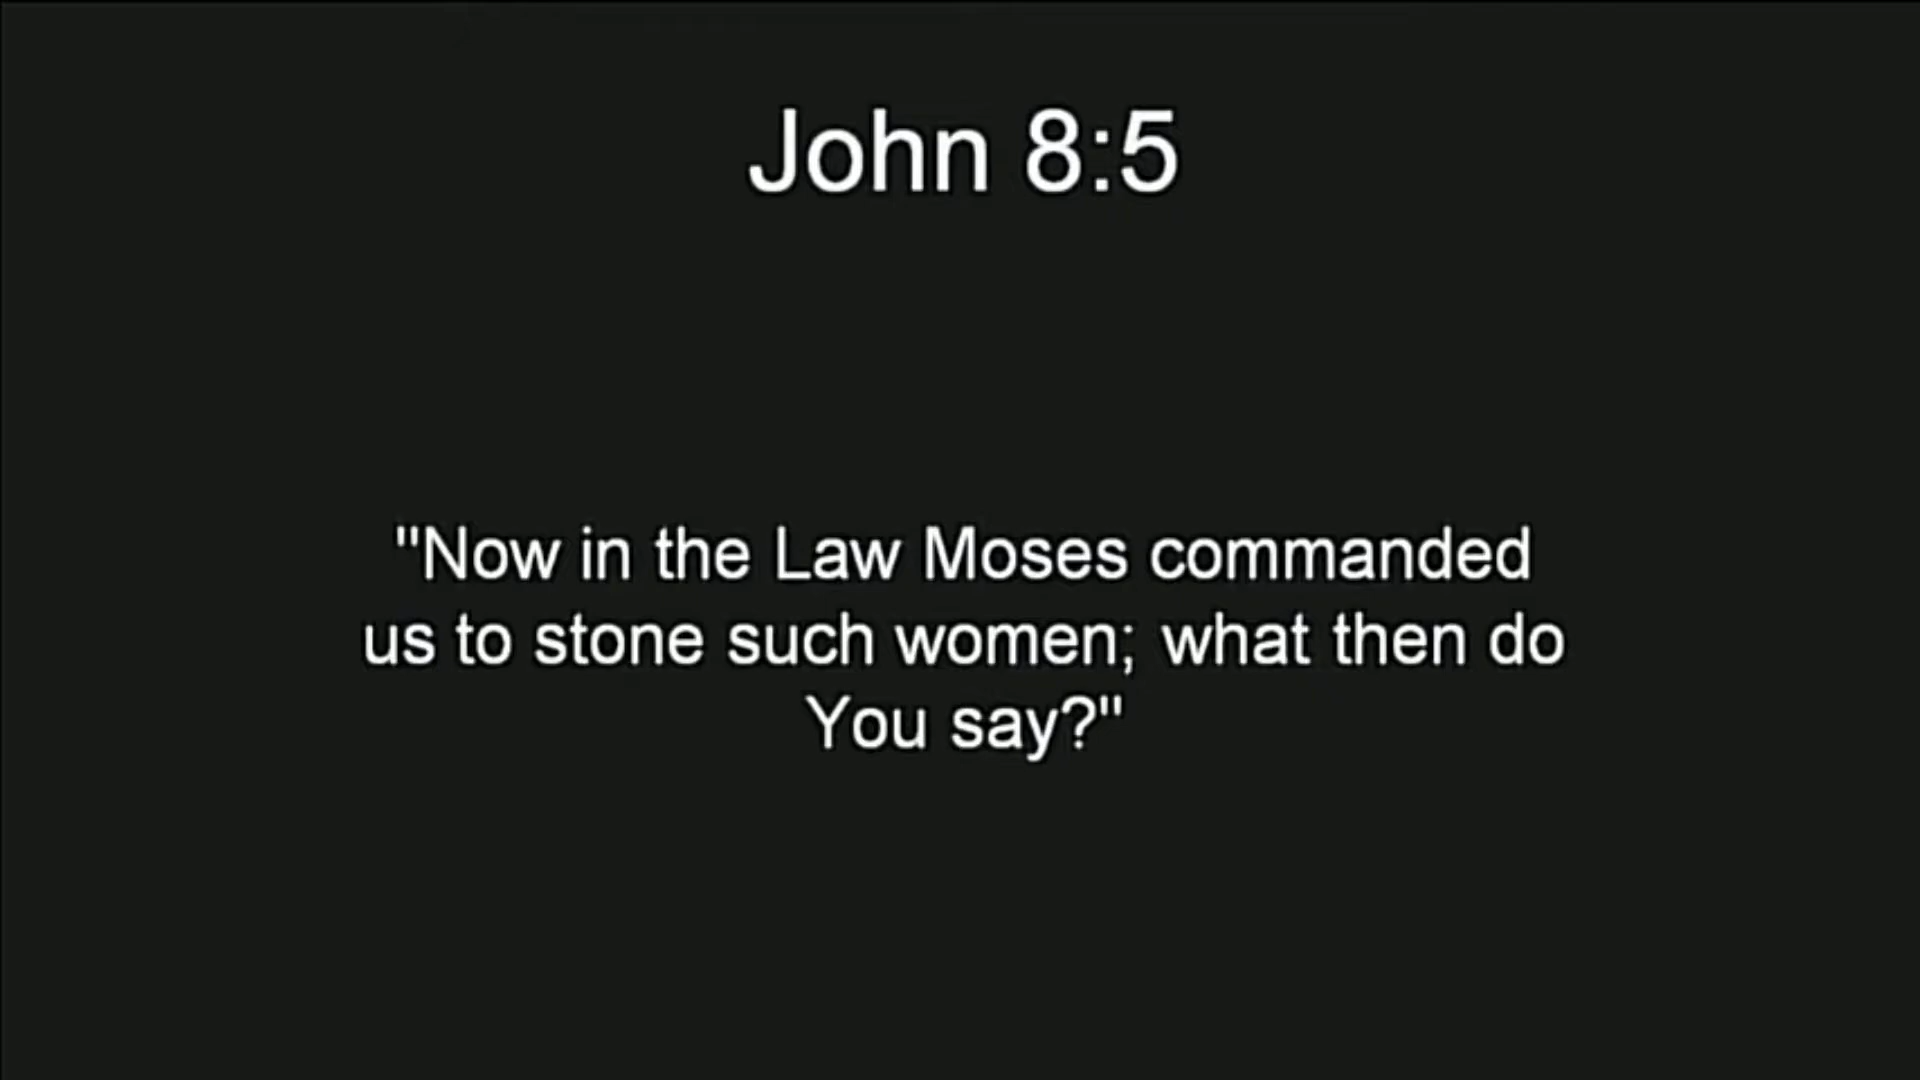 John 8:5
"Now in the Law Moses commanded
us to stone such women; what then do
You say?"